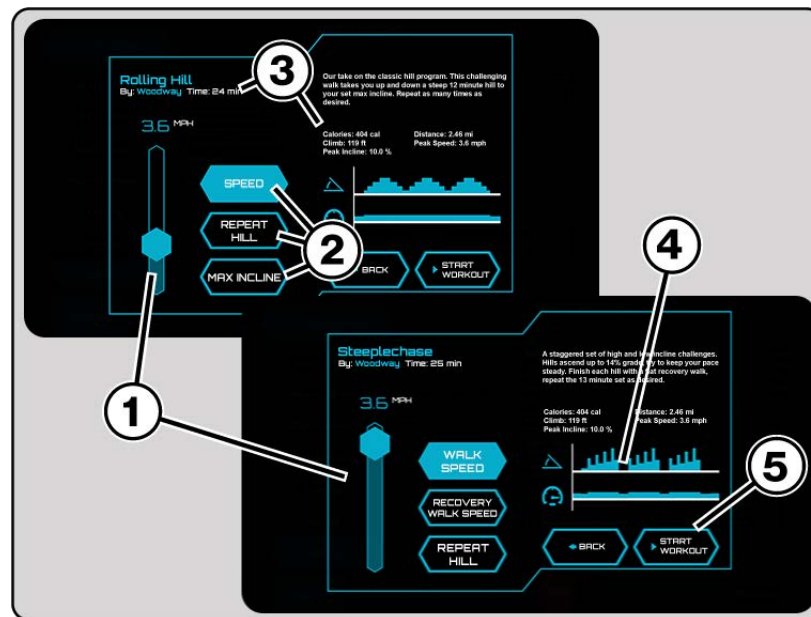 Rolling Hill
By: Woodway Time: 24 min
3
Our take on the classic hill program. This challenging
walk takes you up and down a steep 12 minute hill to
your set max incline. Repeat as many times as
desired.
3.6 MPH
Calories: 404 cal Distance: 2.46 mi
Climb: 119 ft Peak Speed: 3.6 mph
Peak Incline: 10.0 %
SPEED
REPEAT
HILL
2
MAX INCLINE
BACK
START
WORKOUT
4
1
Steeplechase
By: Woodway Time: 25 min
A staggered set of high and low incline challenges.
Hills ascend up to 14% grade, try to keep your pace
steady. Finish each hill with a flat recovery walk,
repeat the 13 minute set as desired.
3.6 MPH
Calories: 404 cal Distance: 2.46 mi
Climb: 119 ft Peak Speed: 3.6 mph
Peak Incline: 10.0 %
WALK
SPEED
RECOVERY
WALK SPEED
REPEAT
HILL
5
BACK
START
WORKOUT